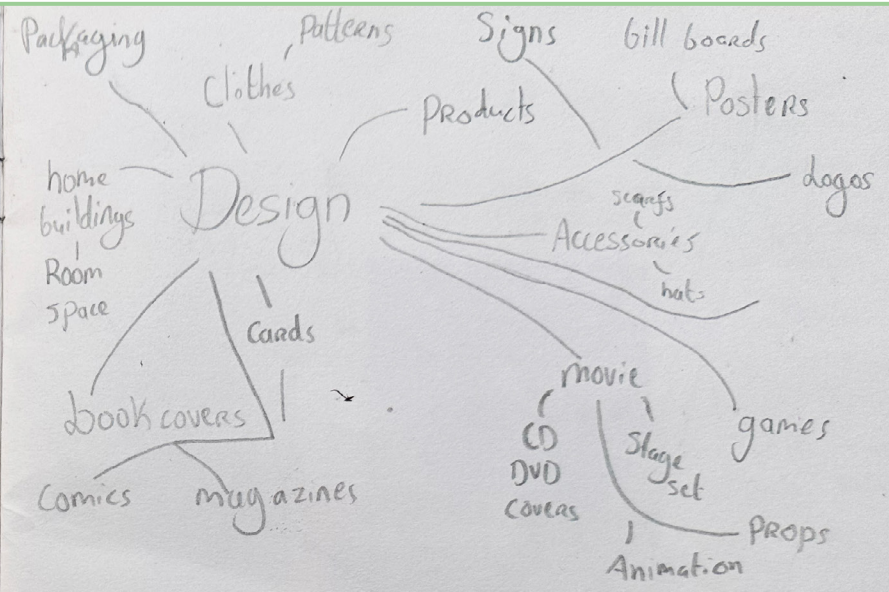 Packaging
Patterns
Clothes
Signs
bill boards
Products
Posters
home
buildings
Room
space
Design
Logos
scarfs
Accessories
hats
Cards
movie
book covers
CD
DVD
covers
Stage
set
games
Comics
magazines
Props
Animation